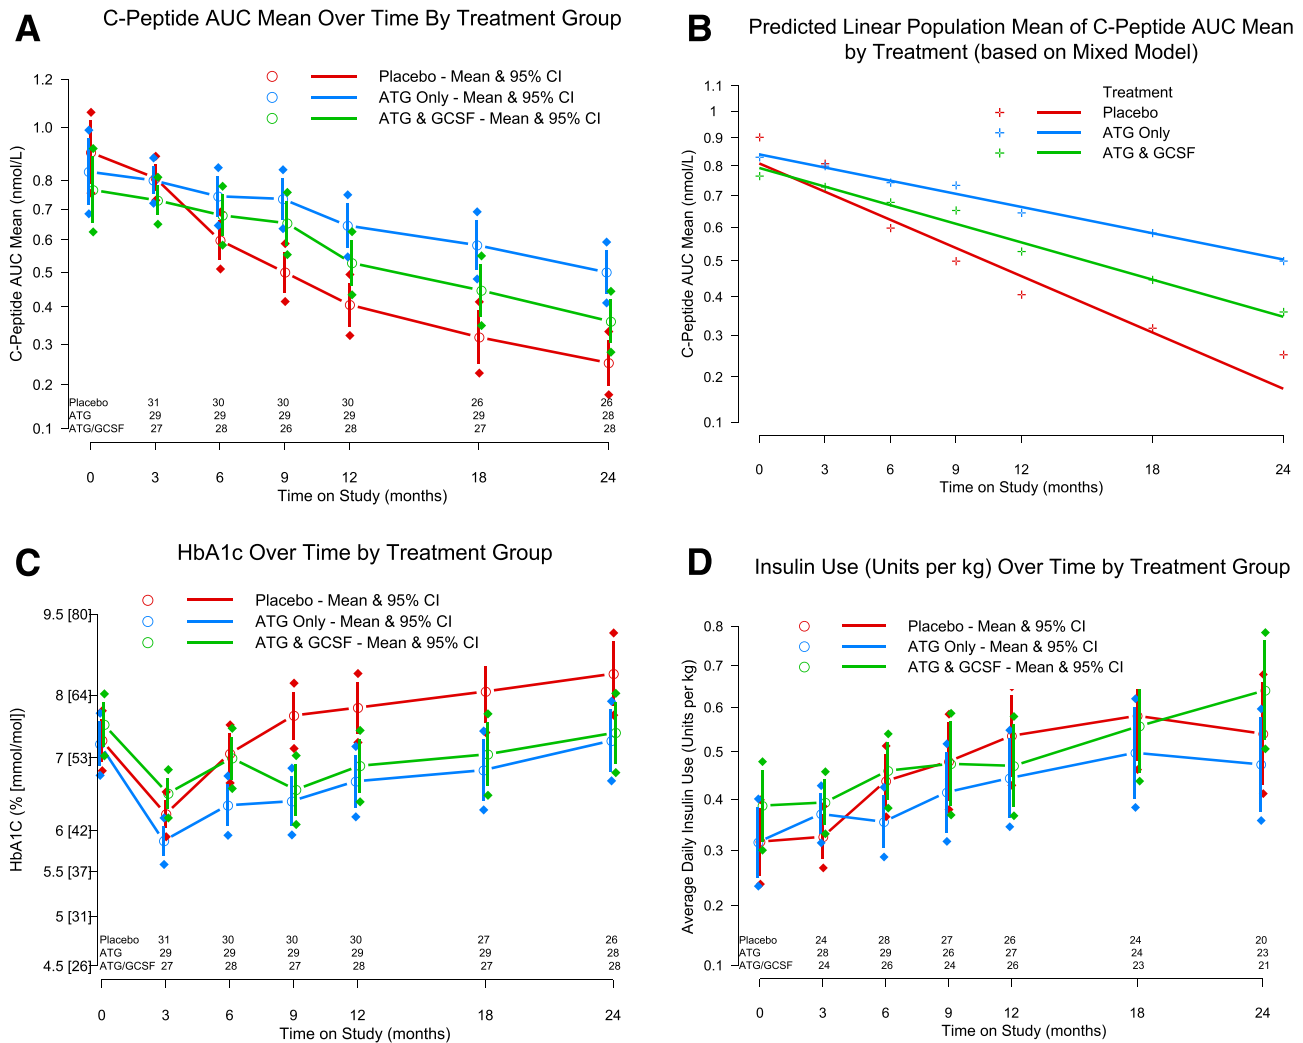 A
C-Peptide AUC Mean Over Time By Treatment Group
Placebo - Mean & 95% CI
ATG Only - Mean & 95% CI
ATG & GCSF - Mean & 95% CI
C-Peptide AUC Mean (nmol/L)
1.2
1.0
0.8
0.7
0.6
0.5
0.4
0.3
0.2
0.1
Placebo 31 30 30 30 26 26
ATG 29 29 29 29 29 28
ATG/GCSF 27 28 26 28 27 28
0 3 6 9 12 18 24
Time on Study (months)
B
Predicted Linear Population Mean of C-Peptide AUC Mean
by Treatment (based on Mixed Model)
Treatment
Placebo
ATG Only
ATG & GCSF
C-Peptide AUC Mean (nmol/L)
1.1
1
0.9
0.8
0.7
0.6
0.5
0.4
0.3
0.2
0.1
0 3 6 9 12 18 24
Time on Study (months)
C
HbA1c Over Time by Treatment Group
Placebo - Mean & 95% CI
ATG Only - Mean & 95% CI
ATG & GCSF - Mean & 95% CI
HbA1C (% [mmol/mol])
9.5 [80]
8 [64]
7 [53]
6 [42]
5.5 [37]
5 [31]
4.5 [26]
Placebo 31 30 30 30 27 26
ATG 29 29 29 29 29 28
ATG/GCSF 27 28 27 28 27 28
0 3 6 9 12 18 24
Time on Study (months)
D
Insulin Use (Units per kg) Over Time by Treatment Group
Placebo - Mean & 95% CI
ATG Only - Mean & 95% CI
ATG & GCSF - Mean & 95% CI
Average Daily Insulin Use (Units per kg)
0.8
0.7
0.6
0.5
0.4
0.3
0.2
0.1
Placebo 24 28 27 26 24 20
ATG 28 29 26 27 24 23
ATG/GCSF 24 26 24 26 23 21
0 3 6 9 12 18 24
Time on Study (months)